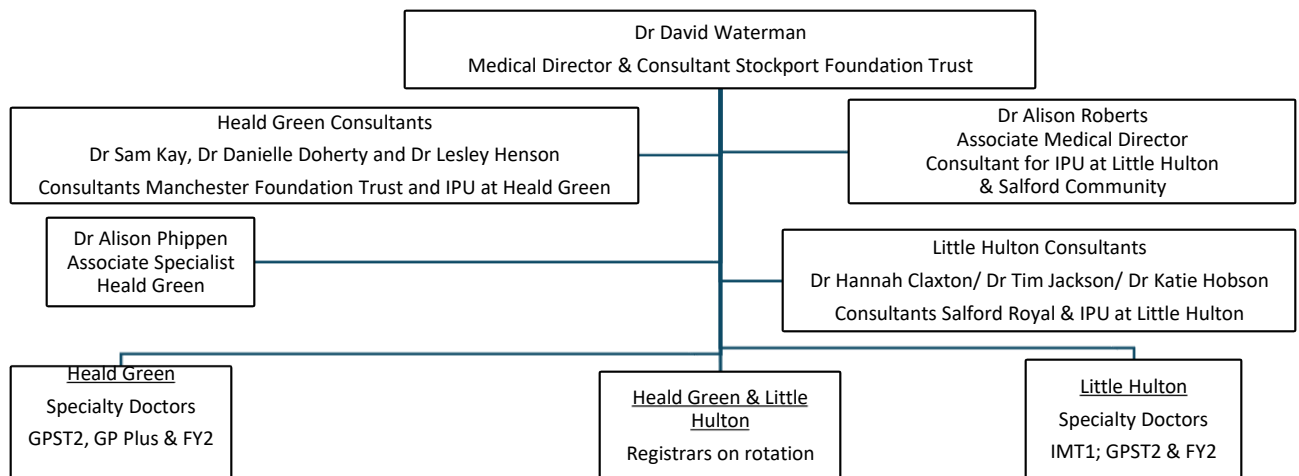 Dr David Waterman
Medical Director & Consultant Stockport Foundation Trust
Heald Green Consultants
Dr Sam Kay, Dr Danielle Doherty and Dr Lesley Henson
Consultants Manchester Foundation Trust and IPU at Heald Green
Dr Alison Roberts
Associate Medical Director
Consultant for IPU at Little Hulton
& Salford Community
Dr Alison Phippen
Associate Specialist
Heald Green
Little Hulton Consultants
Dr Hannah Claxton/ Dr Tim Jackson/ Dr Katie Hobson
Consultants Salford Royal & IPU at Little Hulton
Heald Green
Specialty Doctors
GPST2, GP Plus & FY2
Heald Green & Little
Hulton
Registrars on rotation
Little Hulton
Specialty Doctors
IMT1; GPST2 & FY2